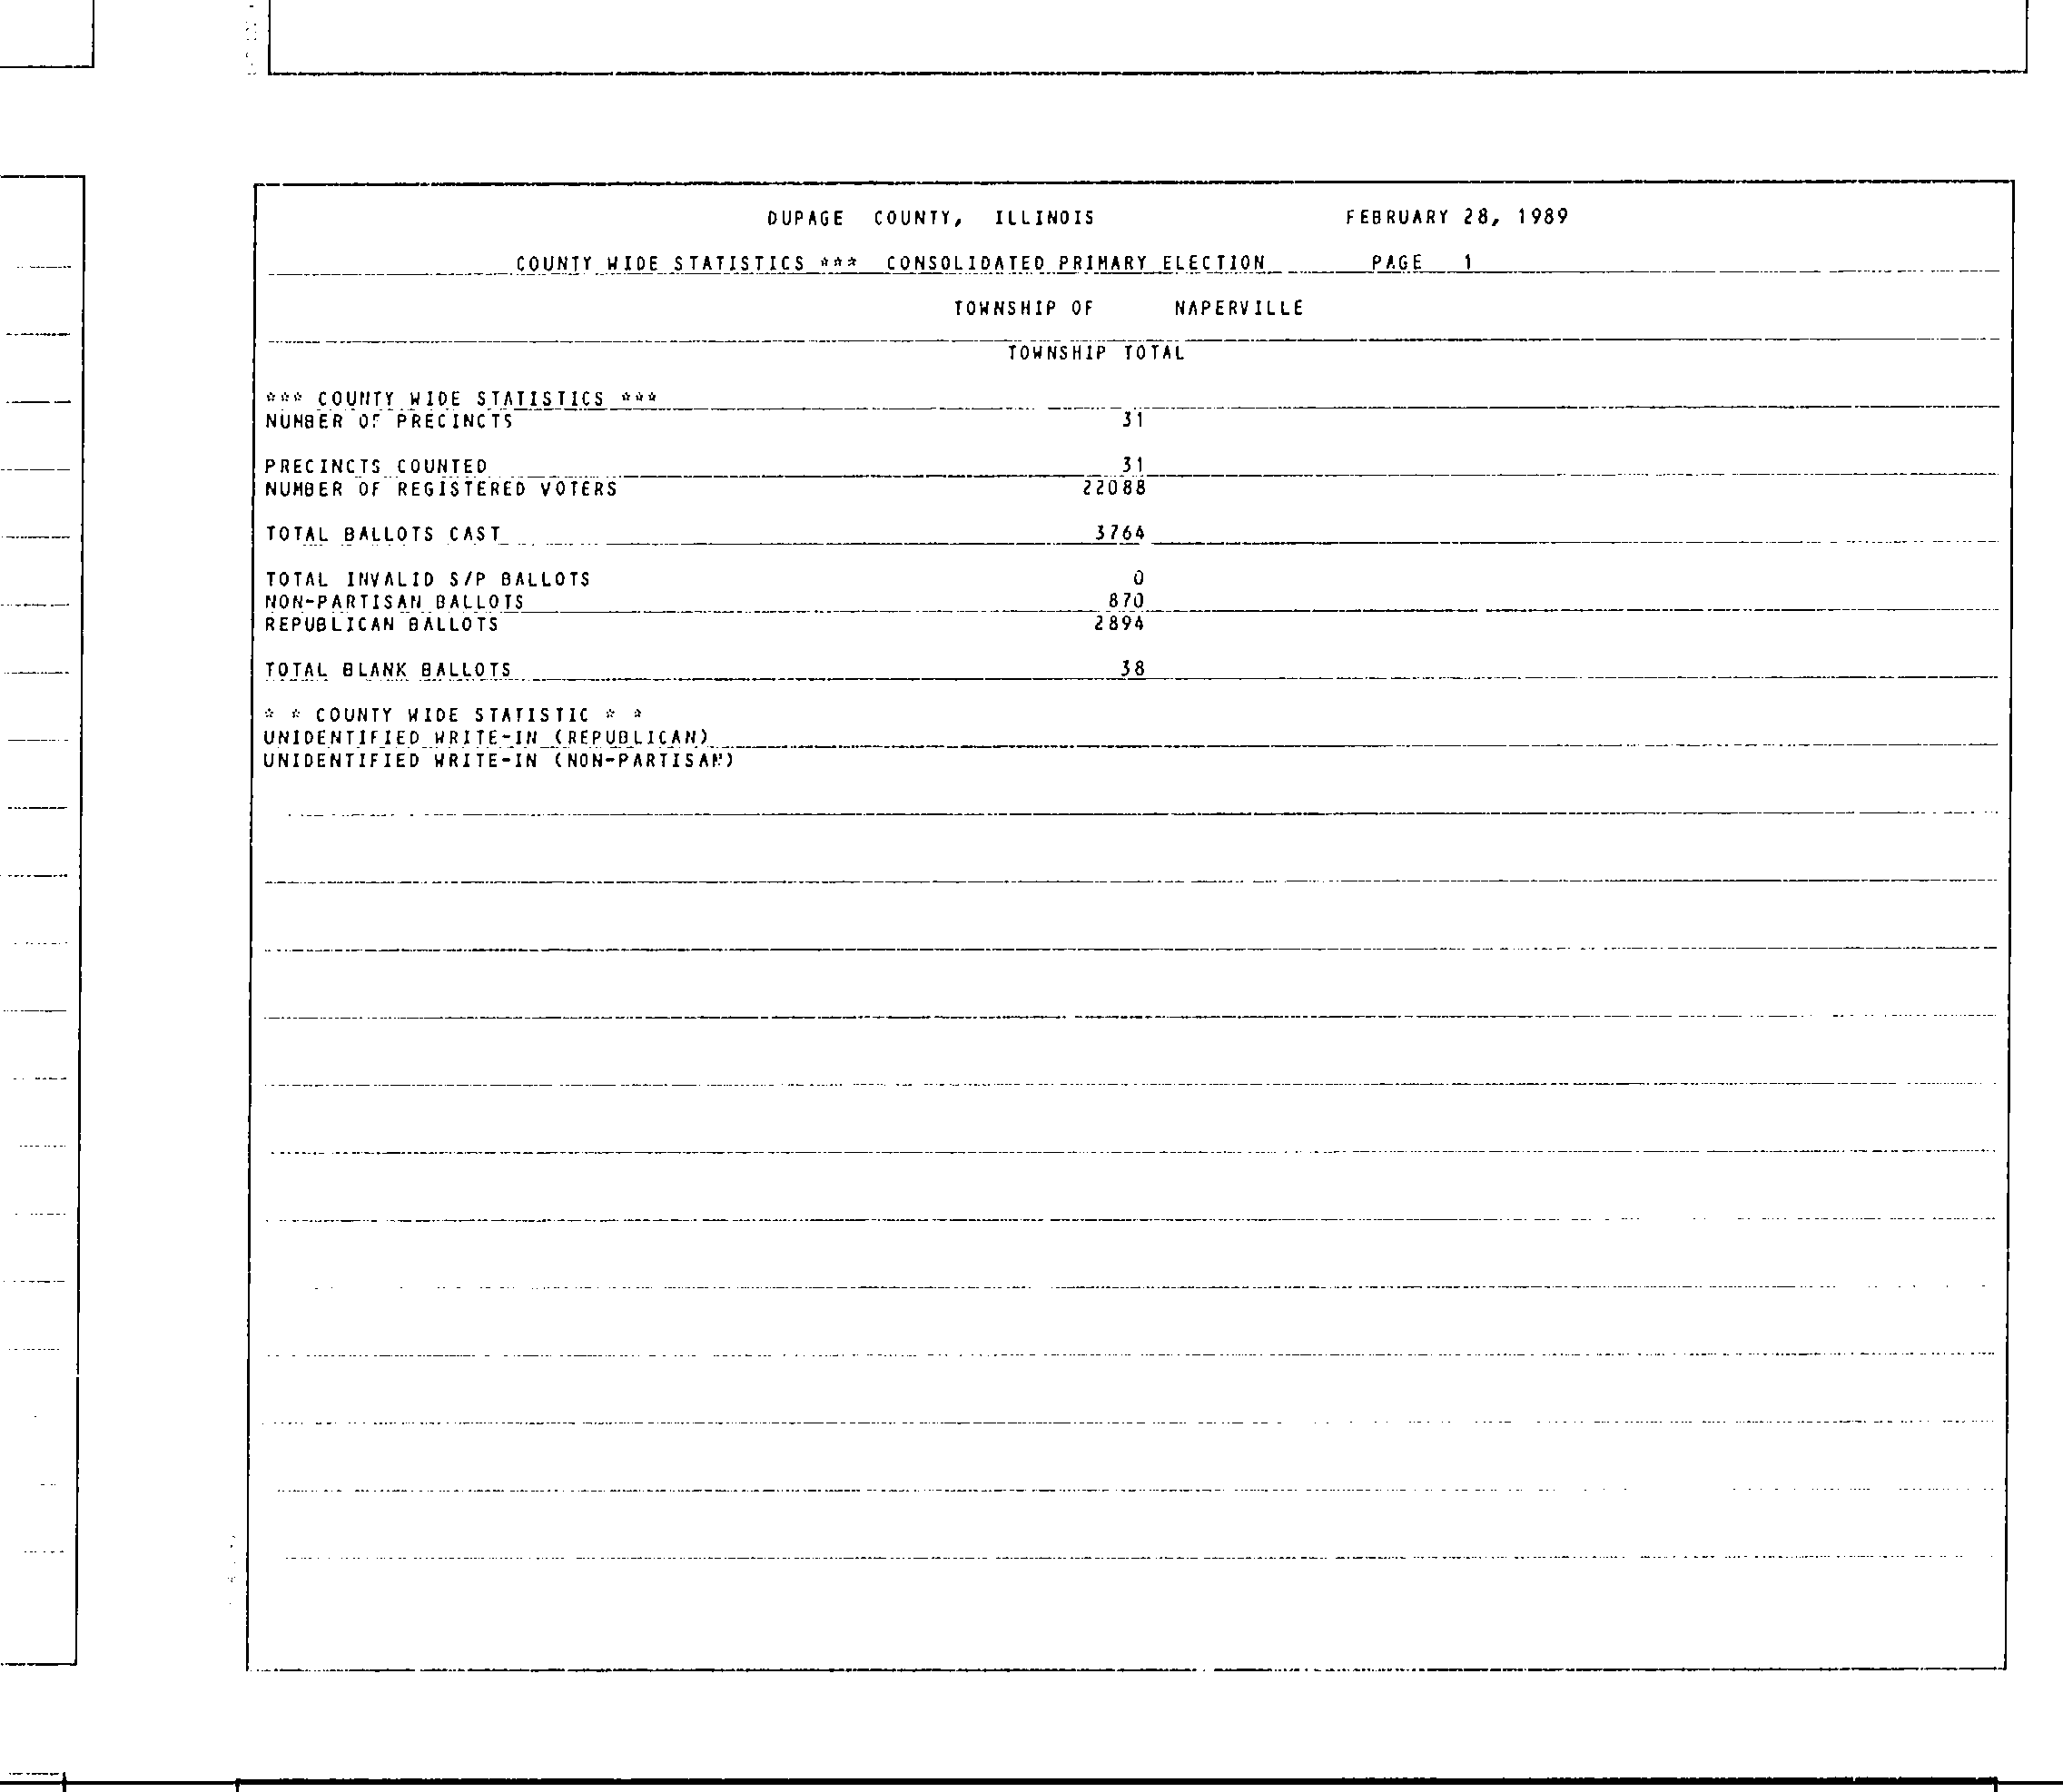 DUPAGE COUNTY, ILLINOIS FEBRUARY 28, 1989
COUNTY WIDE STATISTICS *** CONSOLIDATED PRIMARY ELECTION PAGE 1
TOWNSHIP OF NAPERVILLE
TOWNSHIP TOTAL
*** COUNTY WIDE STATISTICS ***
NUMBER OF PRECINCTS 31
PRECINCTS COUNTED 31
NUMBER OF REGISTERED VOTERS 22088
TOTAL BALLOTS CAST 3764
TOTAL INVALID S/P BALLOTS 0
NON-PARTISAN BALLOTS 870
REPUBLICAN BALLOTS 2894
TOTAL BLANK BALLOTS 38
* * COUNTY WIDE STATISTIC * *
UNIDENTIFIED WRITE-IN (REPUBLICAN)
UNIDENTIFIED WRITE-IN (NON-PARTISAN)